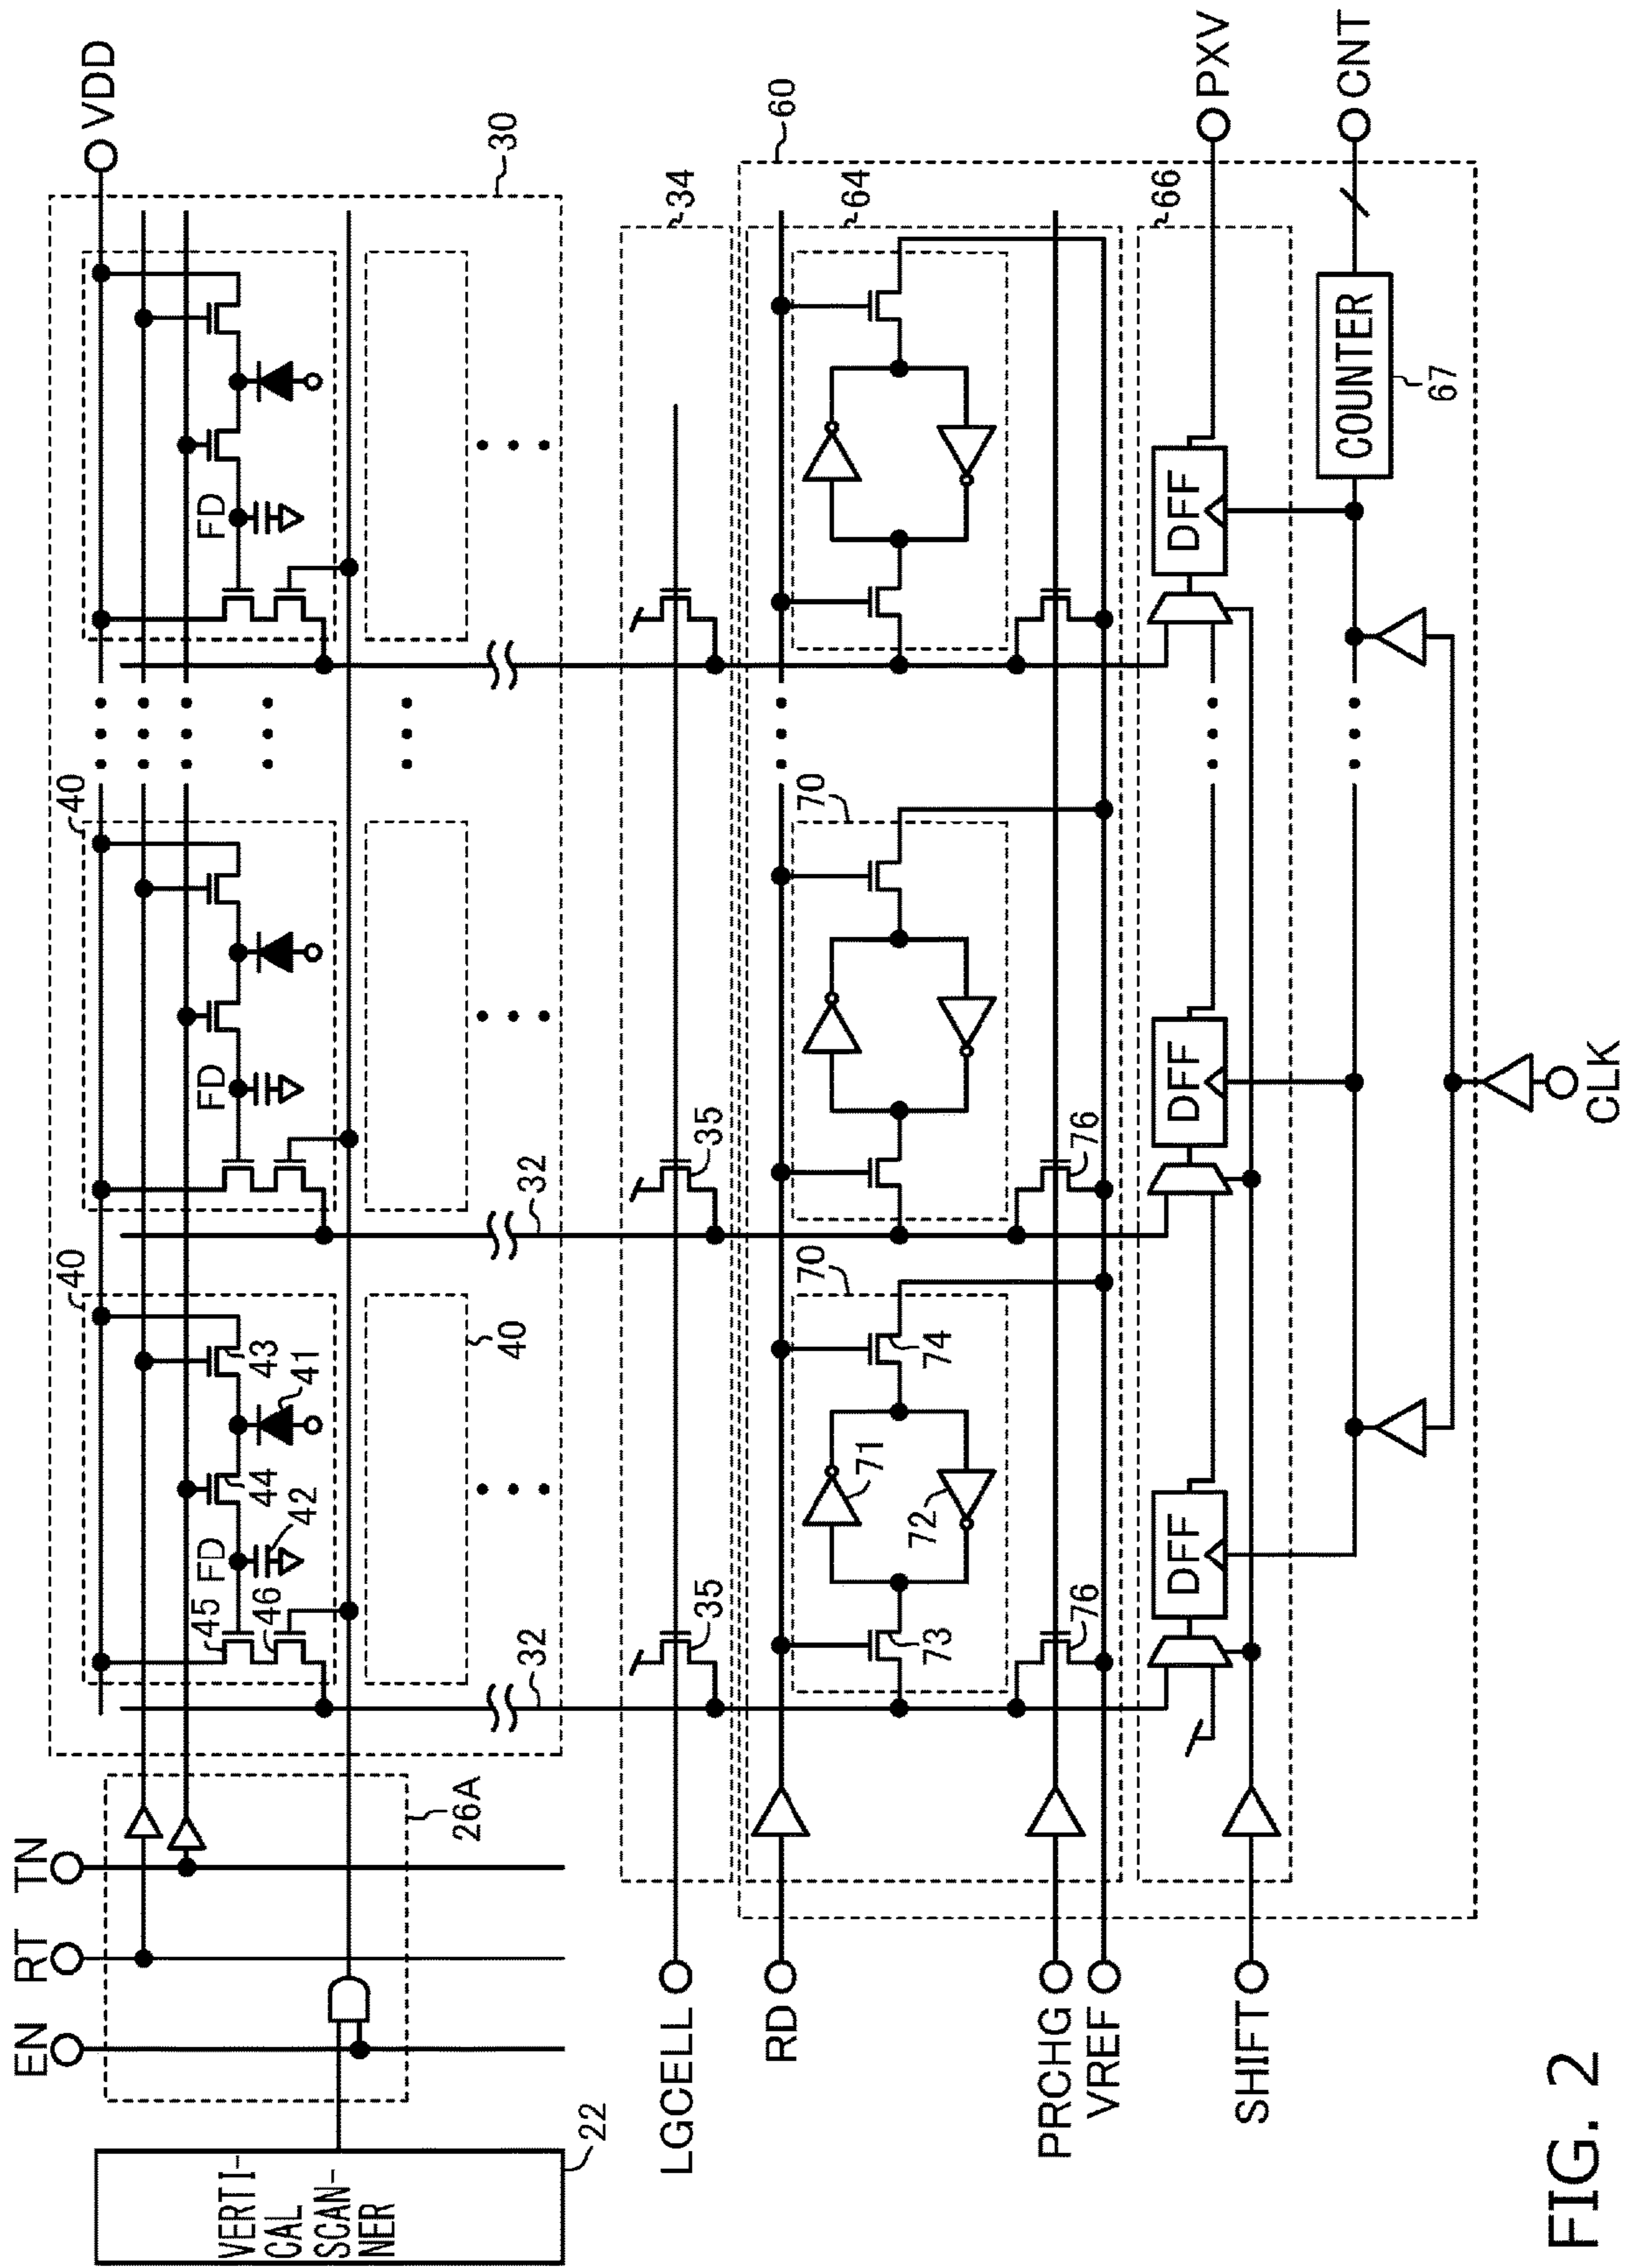 VDD
30
40
40
FD
FD
FD
43
41
44
42
45
46
40
EN
RT
TN
26A
VERTI-
CAL
SCAN-
NER
22
32
32
34
35
35
LGCELL
60
64
70
70
71
72
73
74
76
76
RD
PRCHG
VREF
66
DFF
DFF
DFF
PXV
SHIFT
COUNTER
67
CNT
CLK
FIG. 2